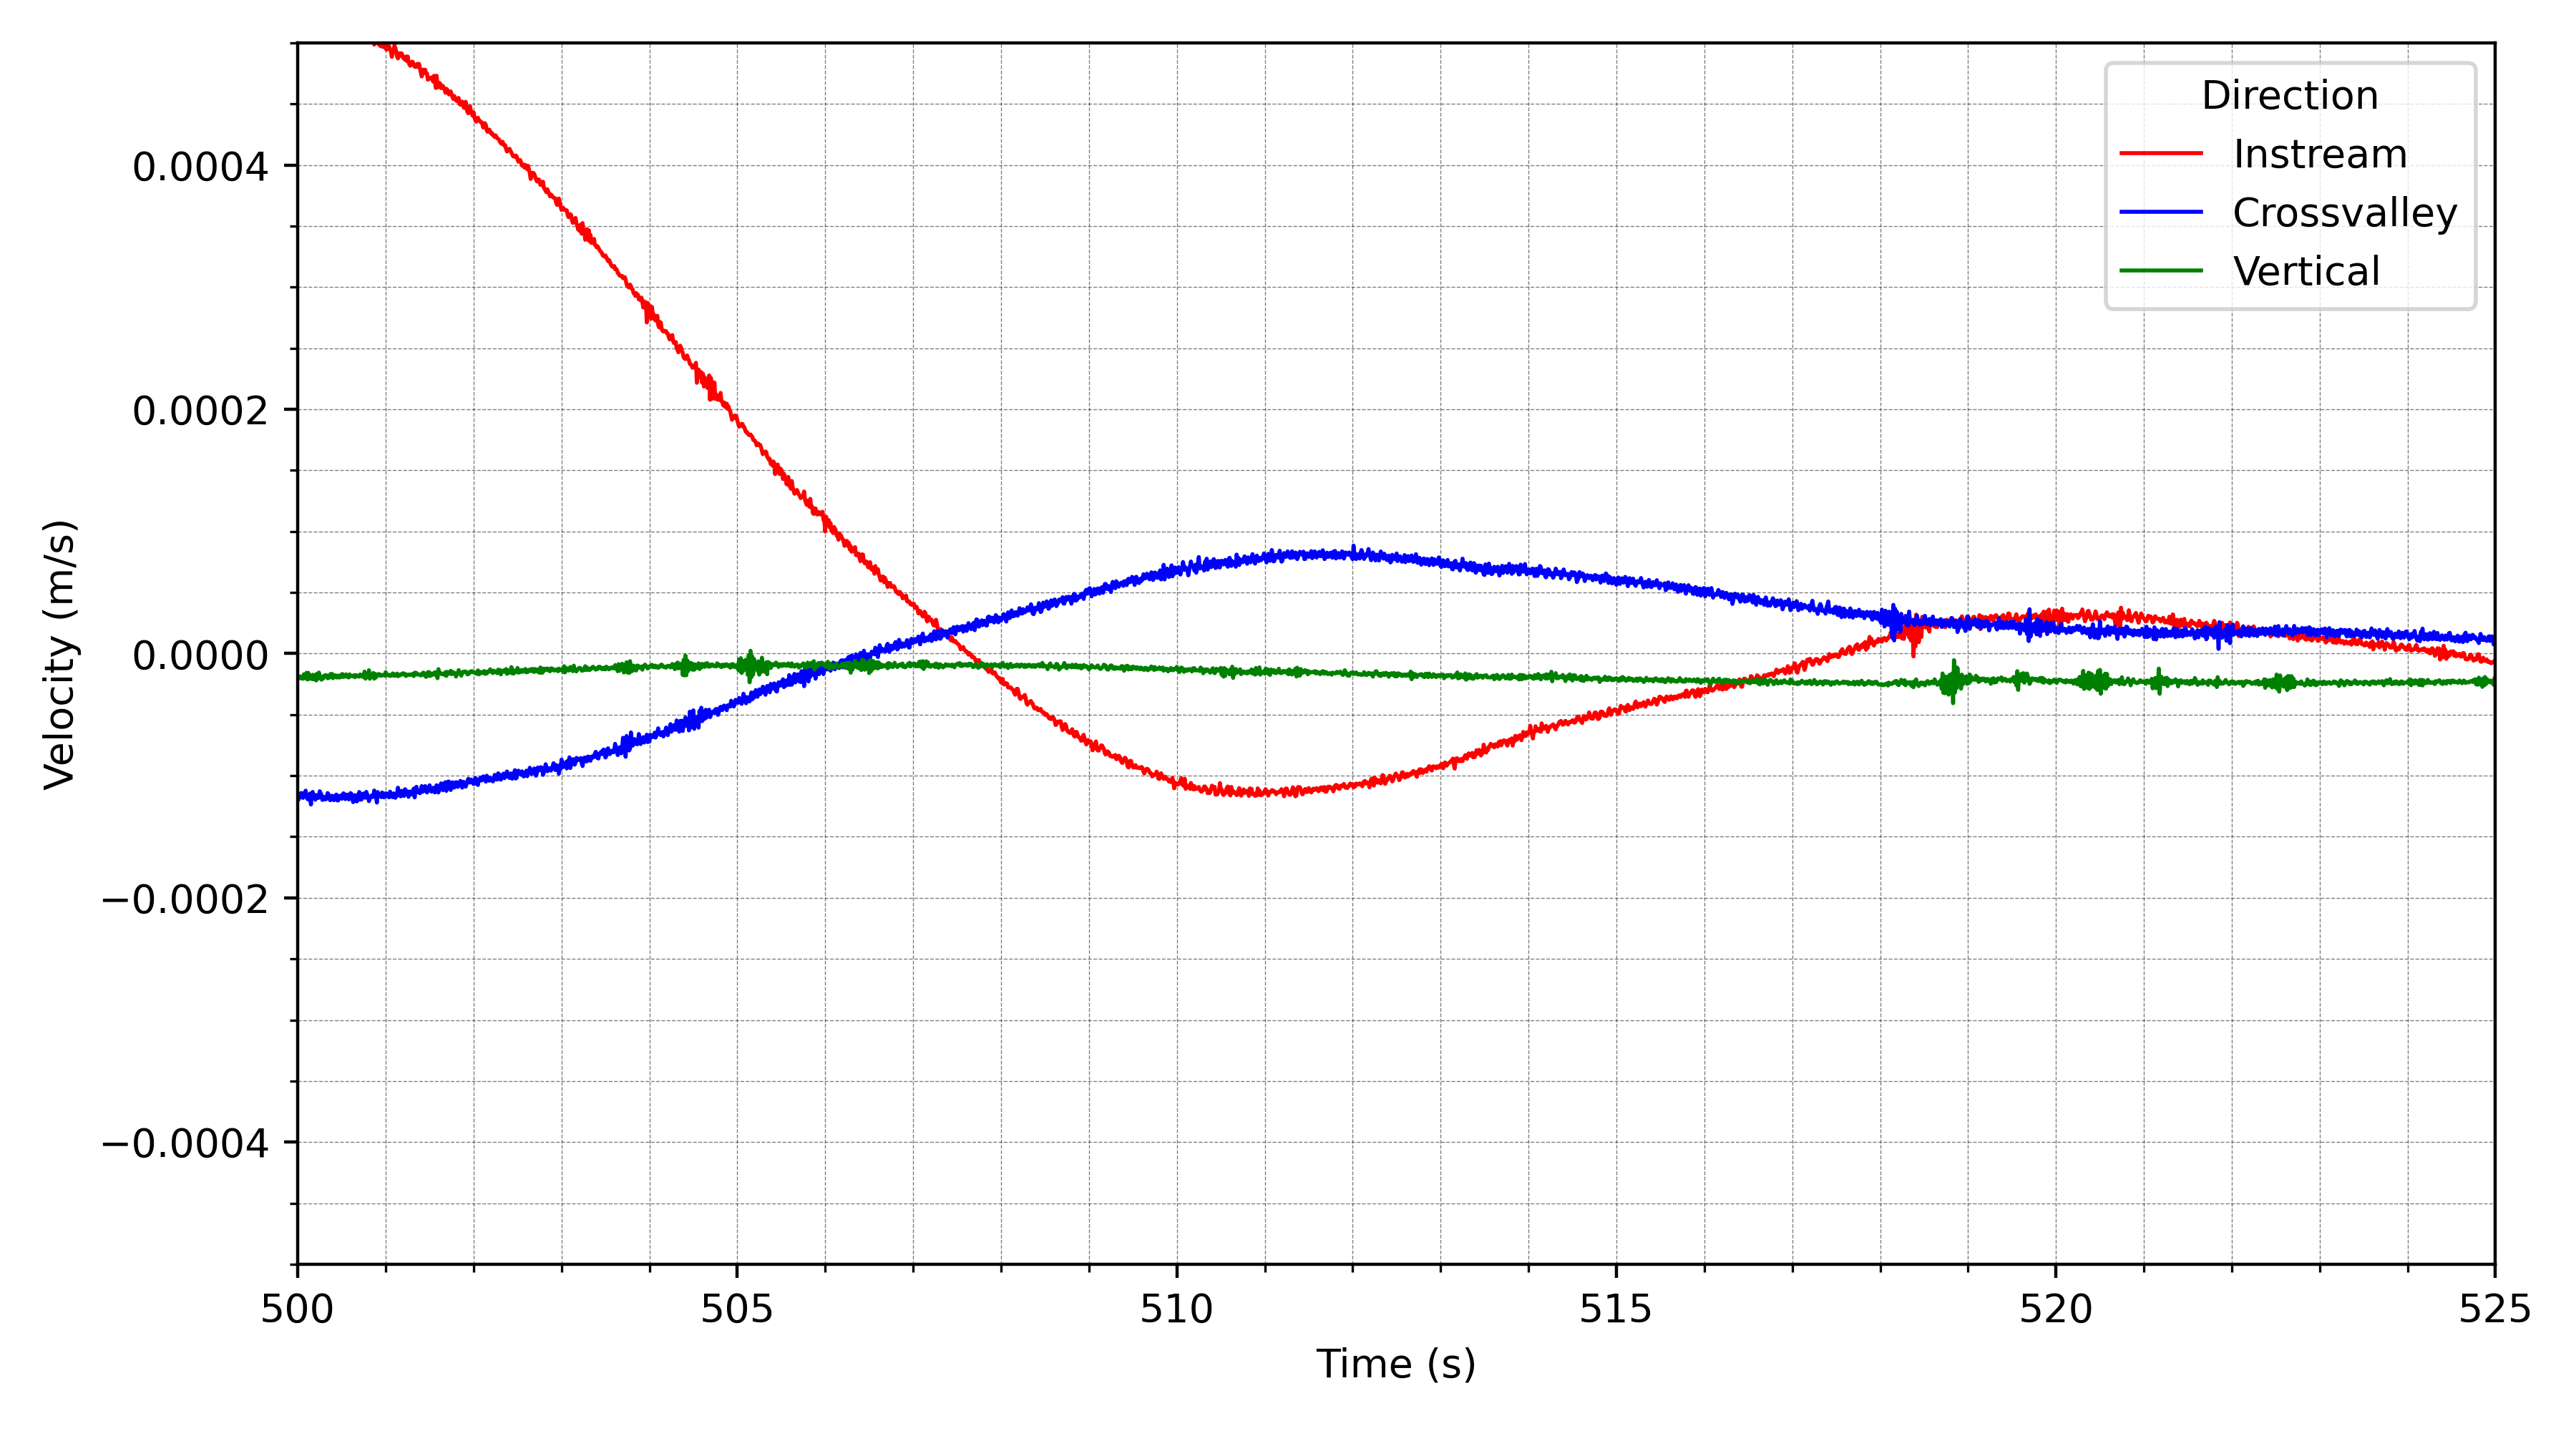 Direction
Instream
Crossvalley
Vertical
Velocity (m/s)
0.0004
0.0002
0.0000
−0.0002
−0.0004
500 505 510 515 520 525
Time (s)